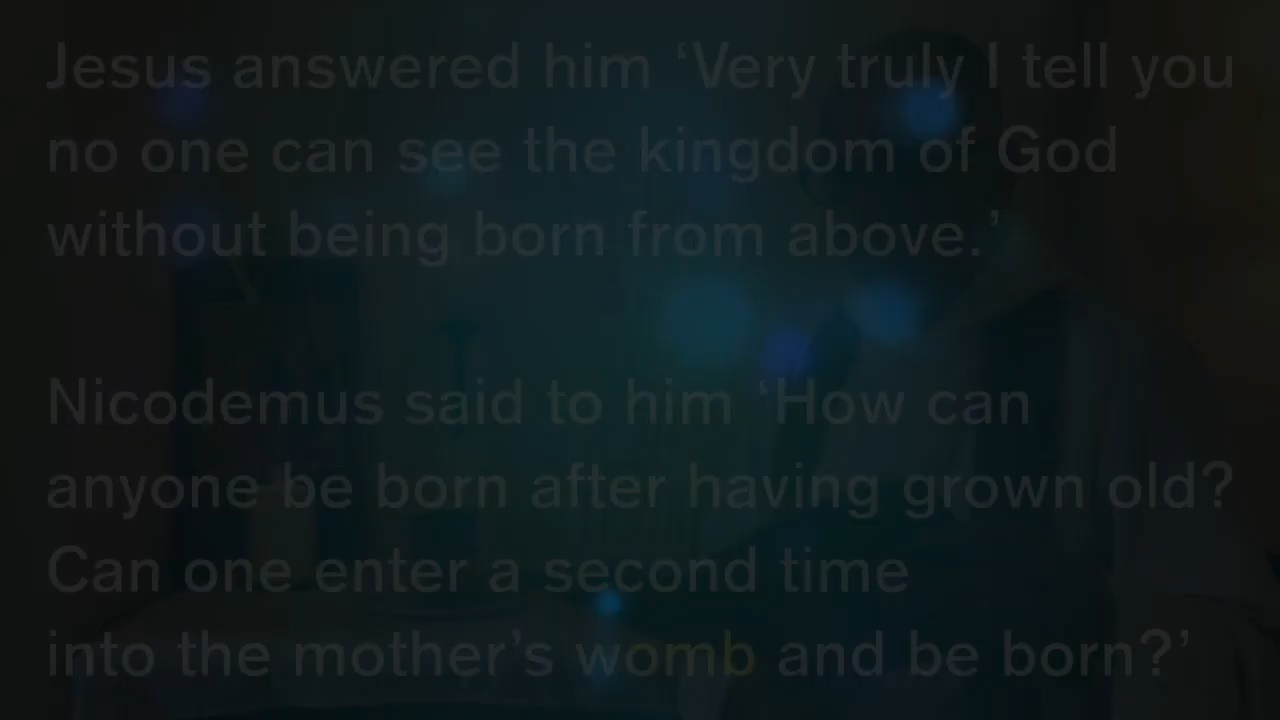 Jesus answered him ‘Very truly I tell you
no one can see the kingdom of God
without being born from above.’
Nicodemus said to him ‘How can
anyone be born after having grown old?
Can one enter a second time
into the mother’s womb and be born?’